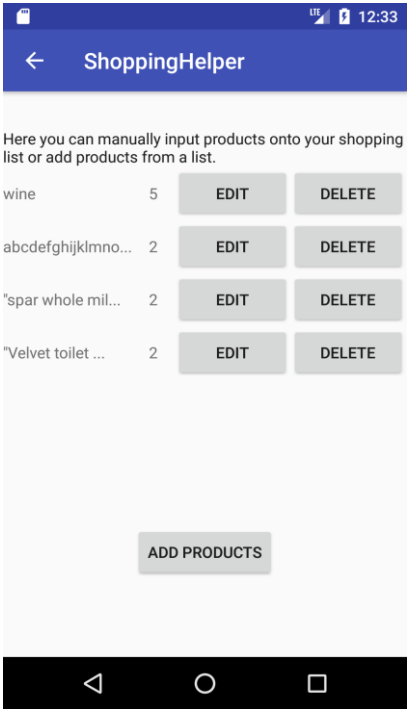 LTE 12:33
ShoppingHelper
Here you can manually input products onto your shopping
list or add products from a list.
wine 5 EDIT DELETE
abcdefghijklmno... 2 EDIT DELETE
"spar whole mil... 2 EDIT DELETE
"Velvet toilet ... 2 EDIT DELETE
ADD PRODUCTS